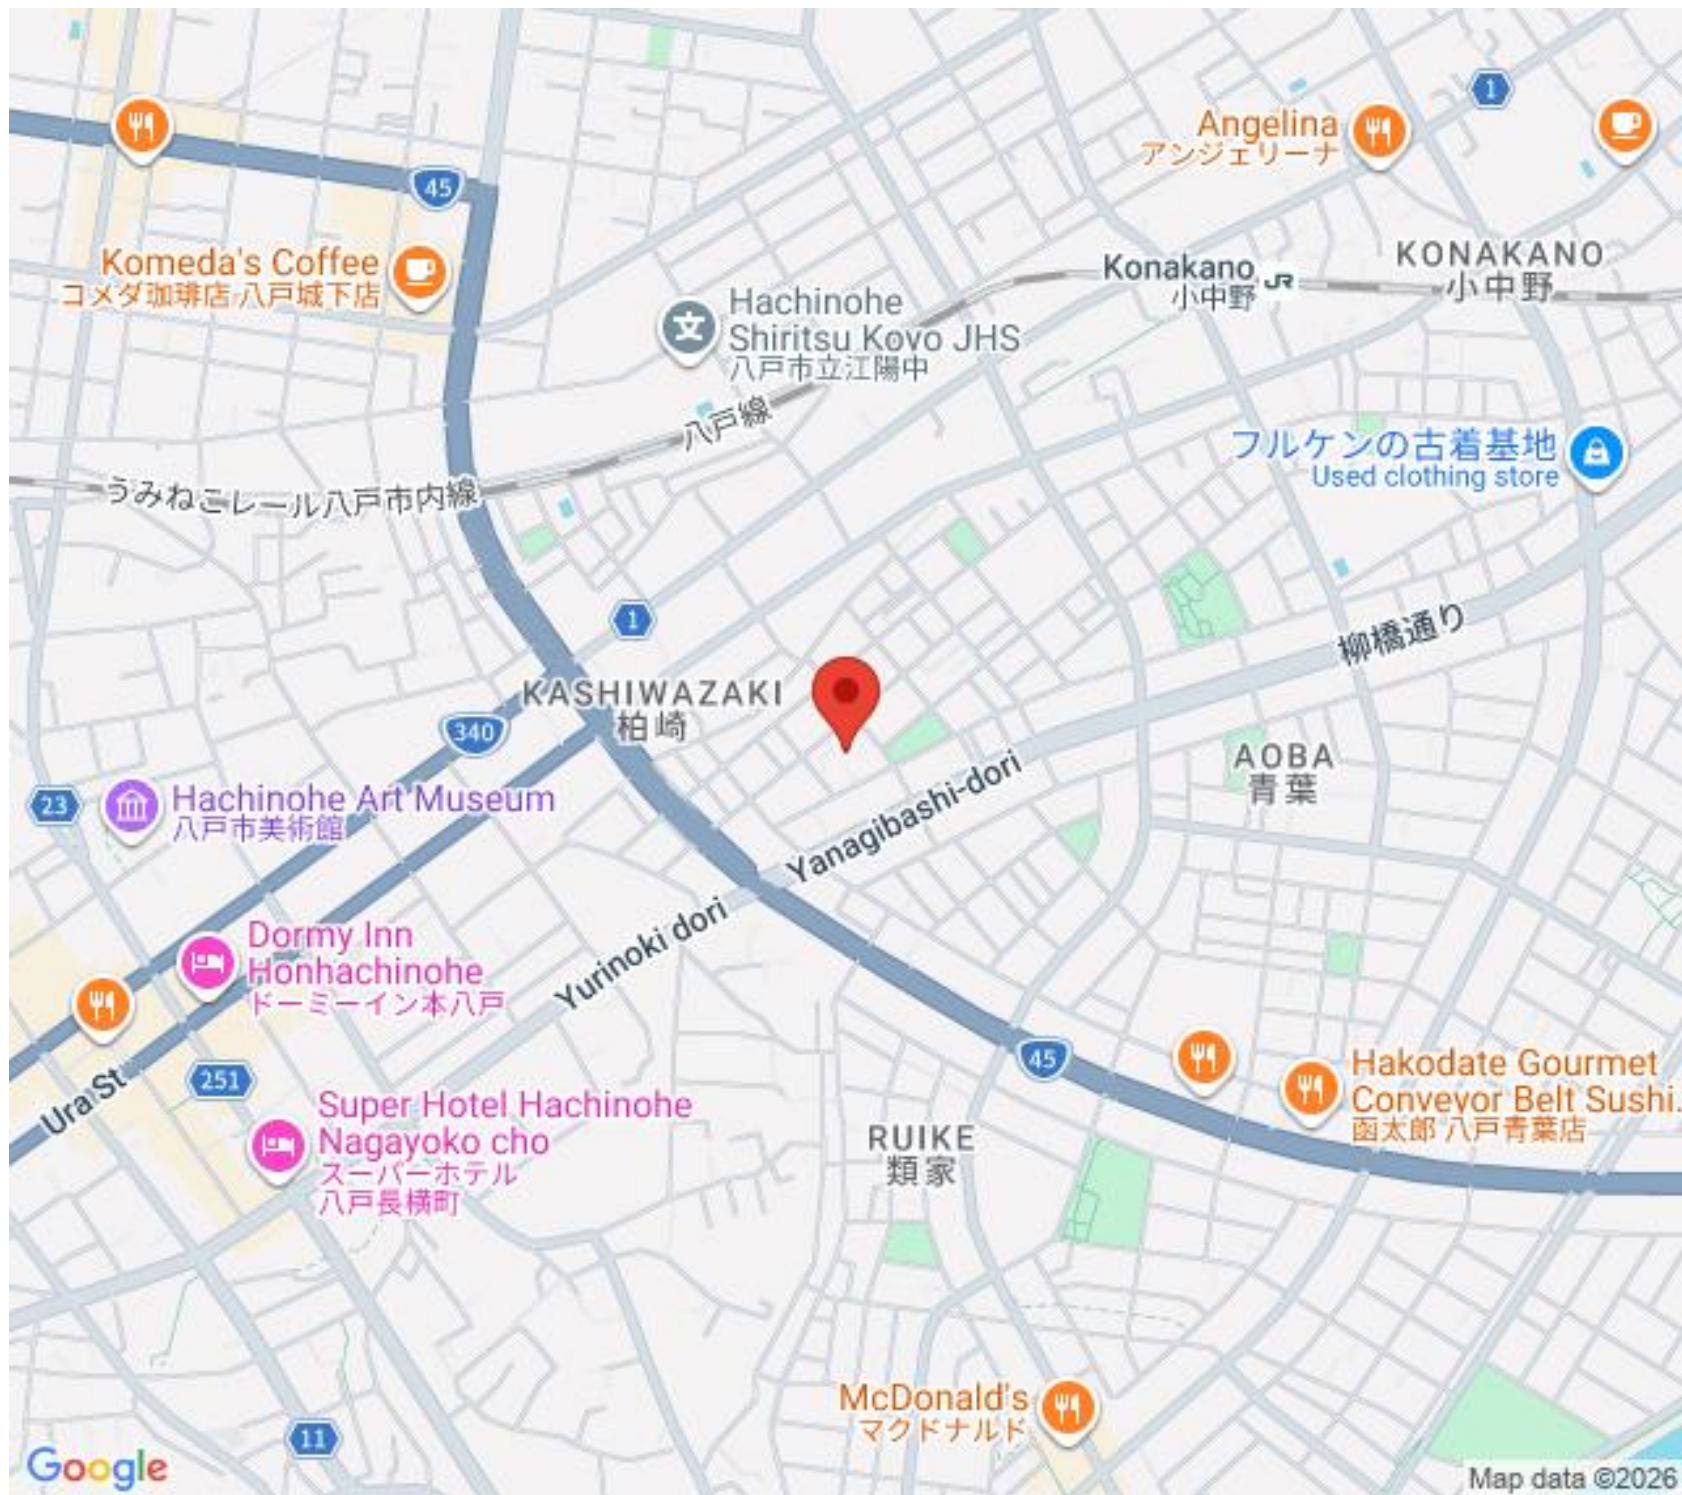 1
Angelina
アンジェリーナ
45
Komeda's Coffee
コメダ珈琲店 八戸城下店
Konakano
小中野
JR
KONAKANO
小中野
Hachinohe
Shiritsu Koyo JHS
八戸市立江陽中
八戸線
フルケンの古着基地
Used clothing store
うみねこレール八戸市内線
1
柳橋通り
KASHIWAZAKI
柏崎
340
AOBA
青葉
23
Hachinohe Art Museum
八戸市美術館
Yanagibashi-dori
Yurinoki dori
Dormy Inn
Honhachinohe
ドーミーイン本八戸
45
Ura St
251
Hakodate Gourmet
Conveyor Belt Sushi.
函太郎 八戸青葉店
Super Hotel Hachinohe
Nagayoko cho
スーパーホテル
八戸長横町
RUIKE
類家
McDonald's
マクドナルド
11
Google
Map data ©2026